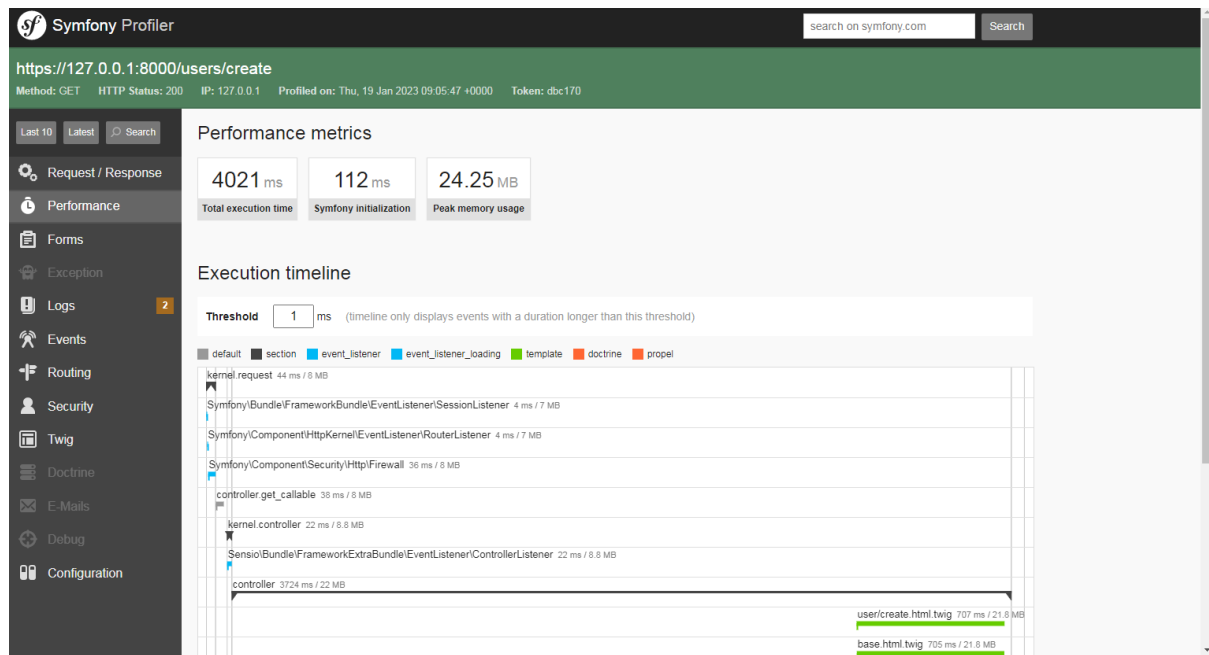 sf Symfony Profiler
search on symfony.com Search
https://127.0.0.1:8000/users/create
Method: GET HTTP Status: 200 IP: 127.0.0.1 Profiled on: Thu, 19 Jan 2023 09:05:47 +0000 Token: dbc170
Last 10 Latest Search
Request / Response
Performance
Forms
Exception
Logs 2
Events
Routing
Security
Twig
Doctrine
E-Mails
Debug
Configuration
Performance metrics
4021 ms 112 ms 24.25 MB
Total execution time Symfony initialization Peak memory usage
Execution timeline
Threshold 1 ms (timeline only displays events with a duration longer than this threshold)
default section event_listener event_listener_loading template doctrine propel
kernel.request 44 ms / 8 MB
Symfony\Bundle\FrameworkBundle\EventListener\SessionListener 4 ms / 7 MB
Symfony\Component\HttpKernel\EventListener\RouterListener 4 ms / 7 MB
Symfony\Component\Security\Http\Firewall 36 ms / 8 MB
controller.get_callable 38 ms / 8 MB
kernel.controller 22 ms / 8.8 MB
Sensio\Bundle\FrameworkExtraBundle\EventListener\ControllerListener 22 ms / 8.8 MB
controller 3724 ms / 22 MB
user/create.html.twig 707 ms / 21.8 MB
base.html.twig 705 ms / 21.8 MB